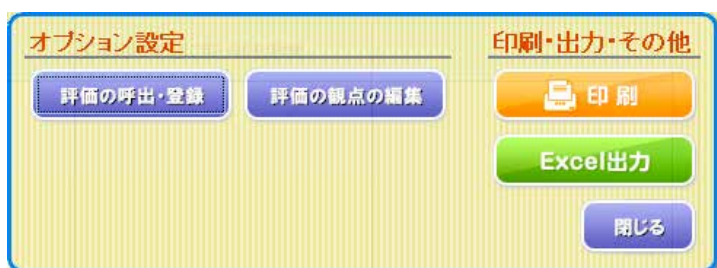 オプション設定
評価の呼出・登録
評価の観点の編集
印刷・出力・その他
印 刷
Excel出力
閉じる